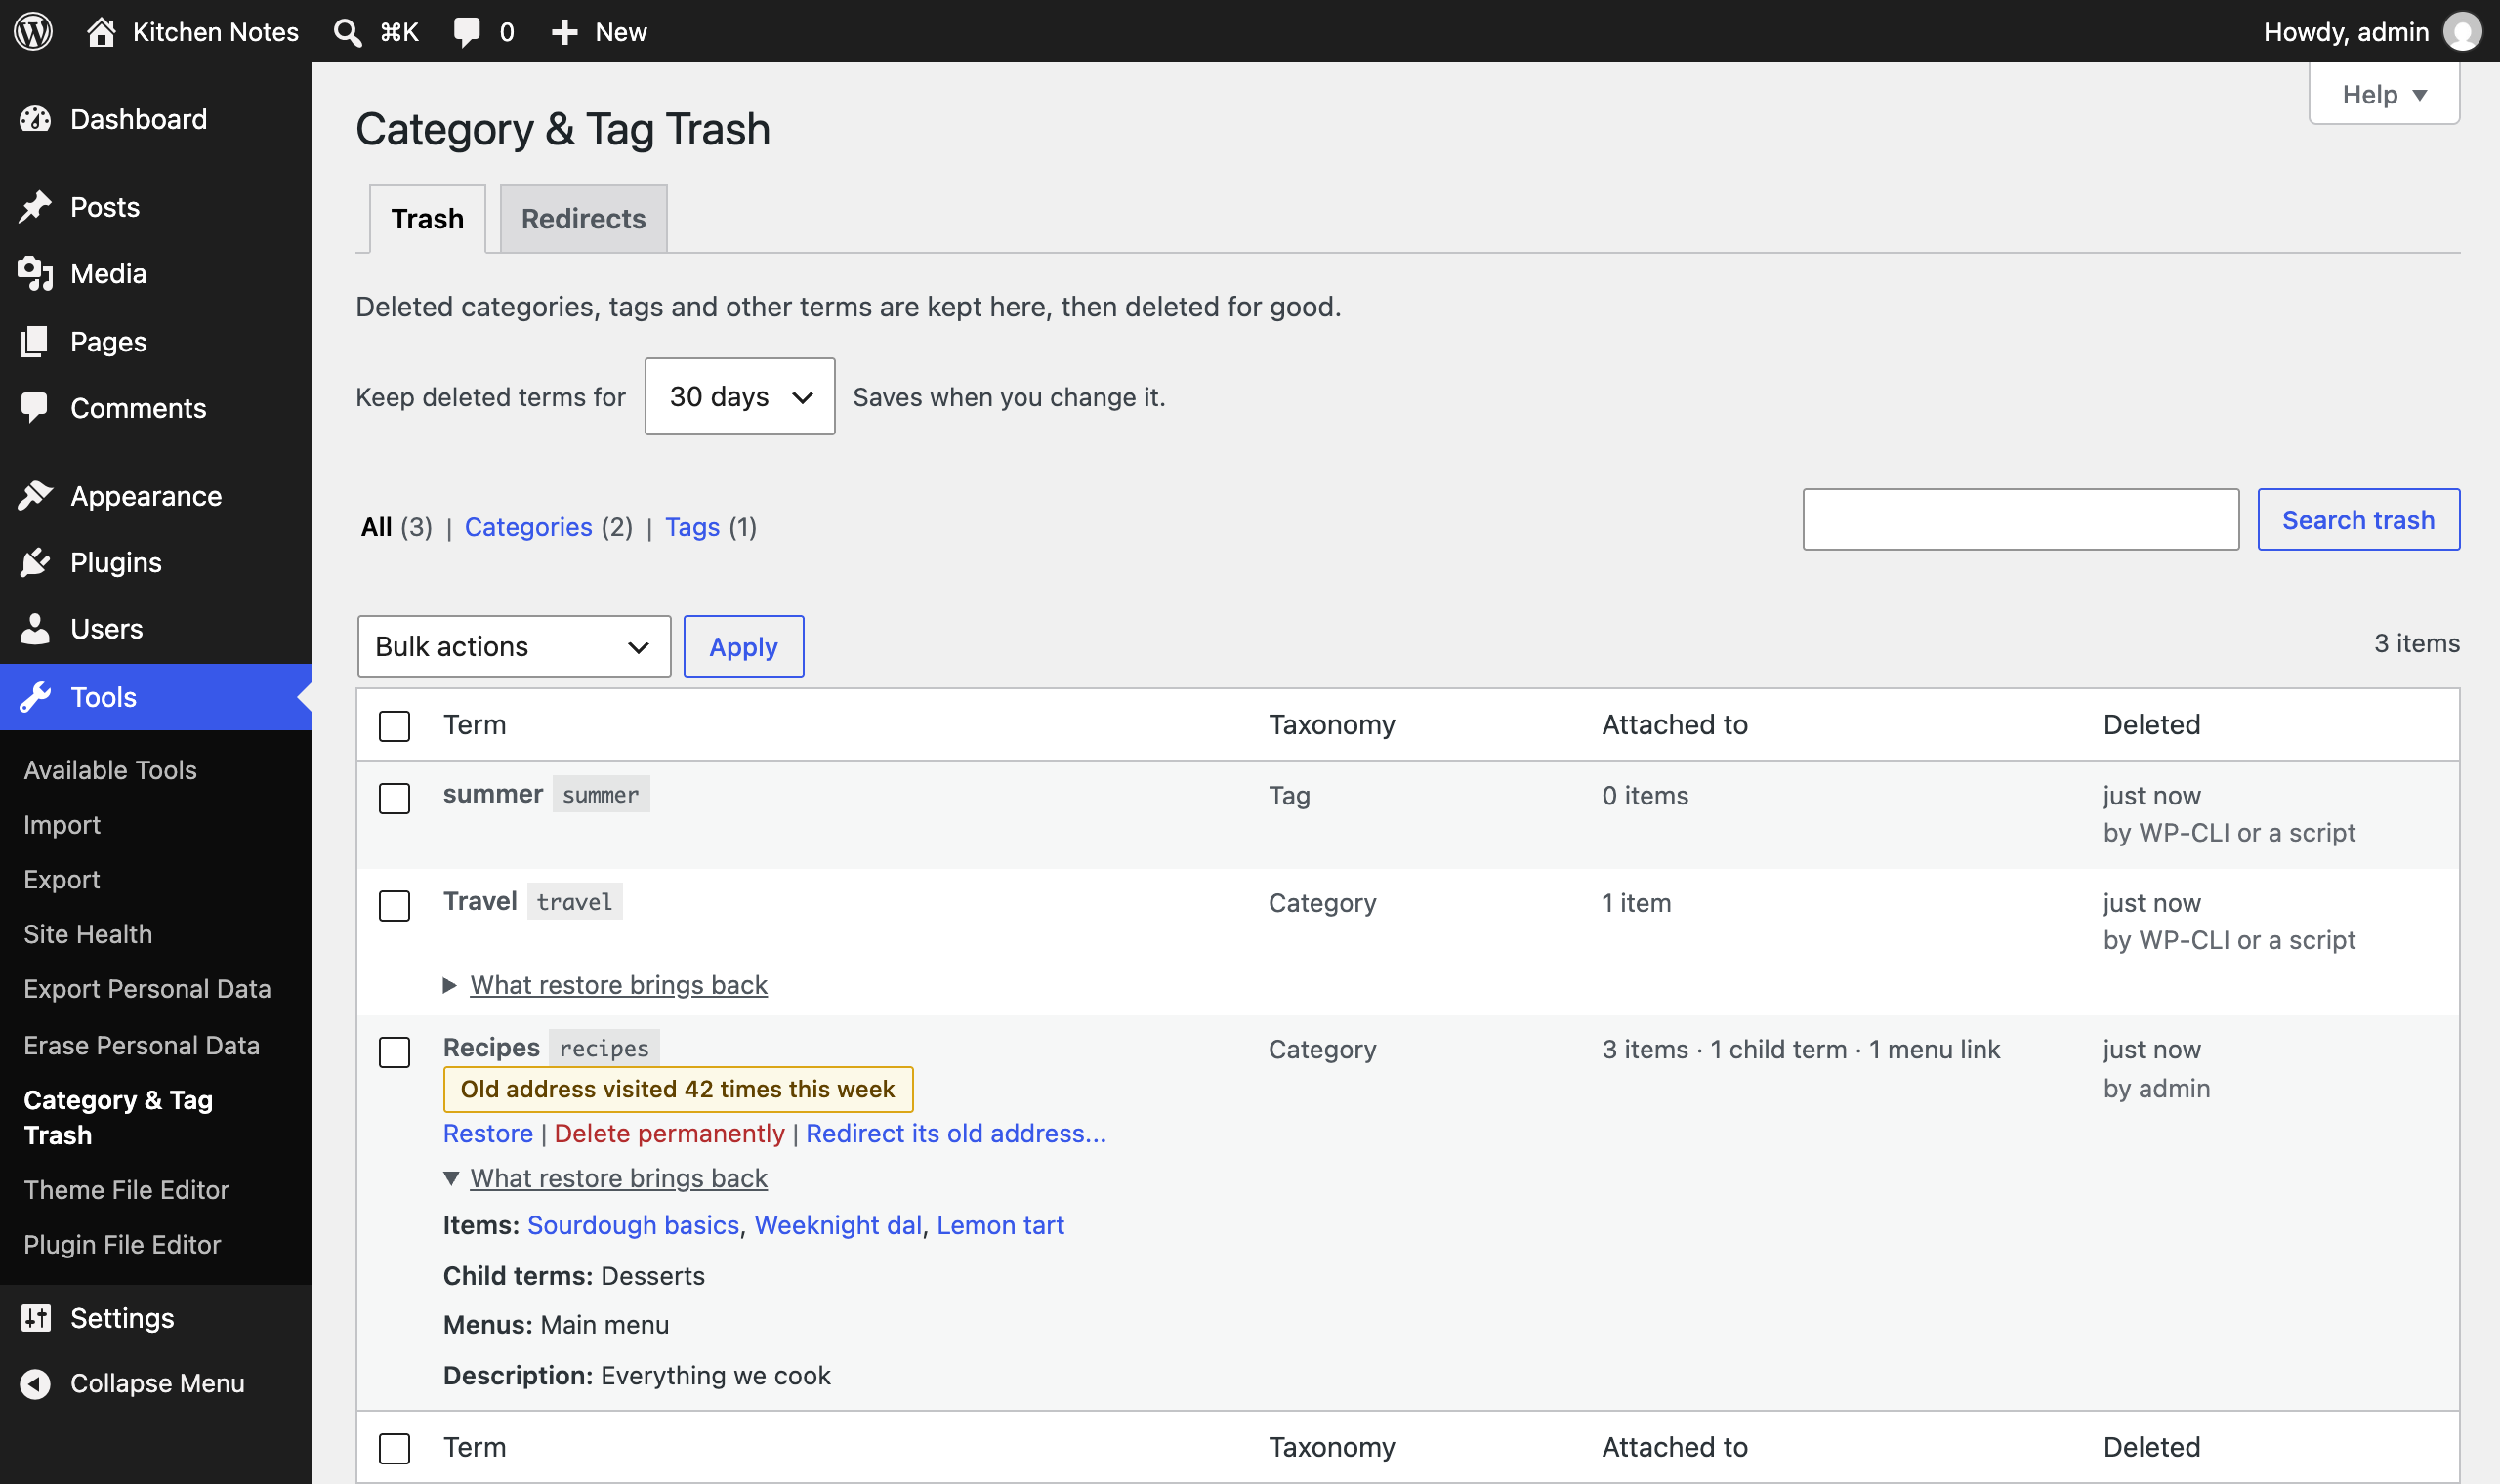 Kitchen Notes ⌘K 0 New Howdy, admin
Help
Dashboard
Posts
Media
Pages
Comments
Appearance
Plugins
Users
Tools
Available Tools
Import
Export
Site Health
Export Personal Data
Erase Personal Data
Category & Tag
Trash
Theme File Editor
Plugin File Editor
Settings
Collapse Menu
Category & Tag Trash
Trash Redirects
Deleted categories, tags and other terms are kept here, then deleted for good.
Keep deleted terms for 30 days Saves when you change it.
All (3) | Categories (2) | Tags (1) Search trash
Bulk actions Apply 3 items
Term Taxonomy Attached to Deleted
summer summer Tag 0 items just now
by WP-CLI or a script
Travel travel Category 1 item just now
by WP-CLI or a script
What restore brings back
Recipes recipes Category 3 items · 1 child term · 1 menu link just now
Old address visited 42 times this week by admin
Restore | Delete permanently | Redirect its old address…
What restore brings back
Items: Sourdough basics, Weeknight dal, Lemon tart
Child terms: Desserts
Menus: Main menu
Description: Everything we cook
Term Taxonomy Attached to Deleted